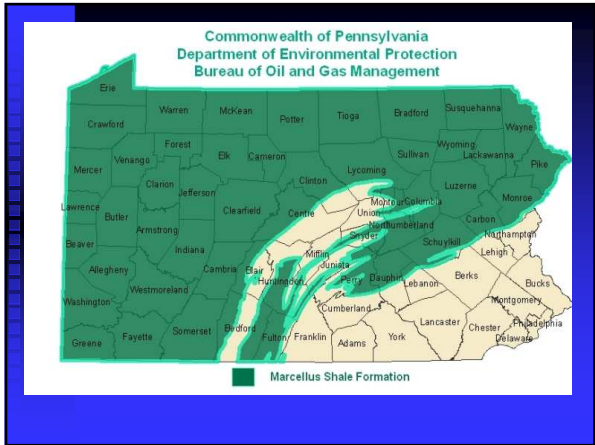 Commonwealth of Pennsylvania
Department of Environmental Protection
Bureau of Oil and Gas Management
Erie
Crawford
Warren
McKean
Potter
Tioga
Bradford
Susquehanna
Wayne
Wyoming
Lackawanna
Pike
Mercer
Venango
Forest
Elk
Cameron
Clinton
Lycoming
Sullivan
Luzerne
Monroe
Clarion
Jefferson
Clearfield
Centre
Union
Montour
Columbia
Northumberland
Carbon
Northampton
Lawrence
Butler
Armstrong
Indiana
Snyder
Mifflin
Juniata
Schuylkill
Lehigh
Beaver
Allegheny
Cambria
Blair
Huntingdon
Perry
Dauphin
Lebanon
Berks
Bucks
Montgomery
Washington
Westmoreland
Cumberland
Lancaster
Chester
Philadelphia
Delaware
Greene
Fayette
Somerset
Bedford
Fulton
Franklin
Adams
York
Marcellus Shale Formation